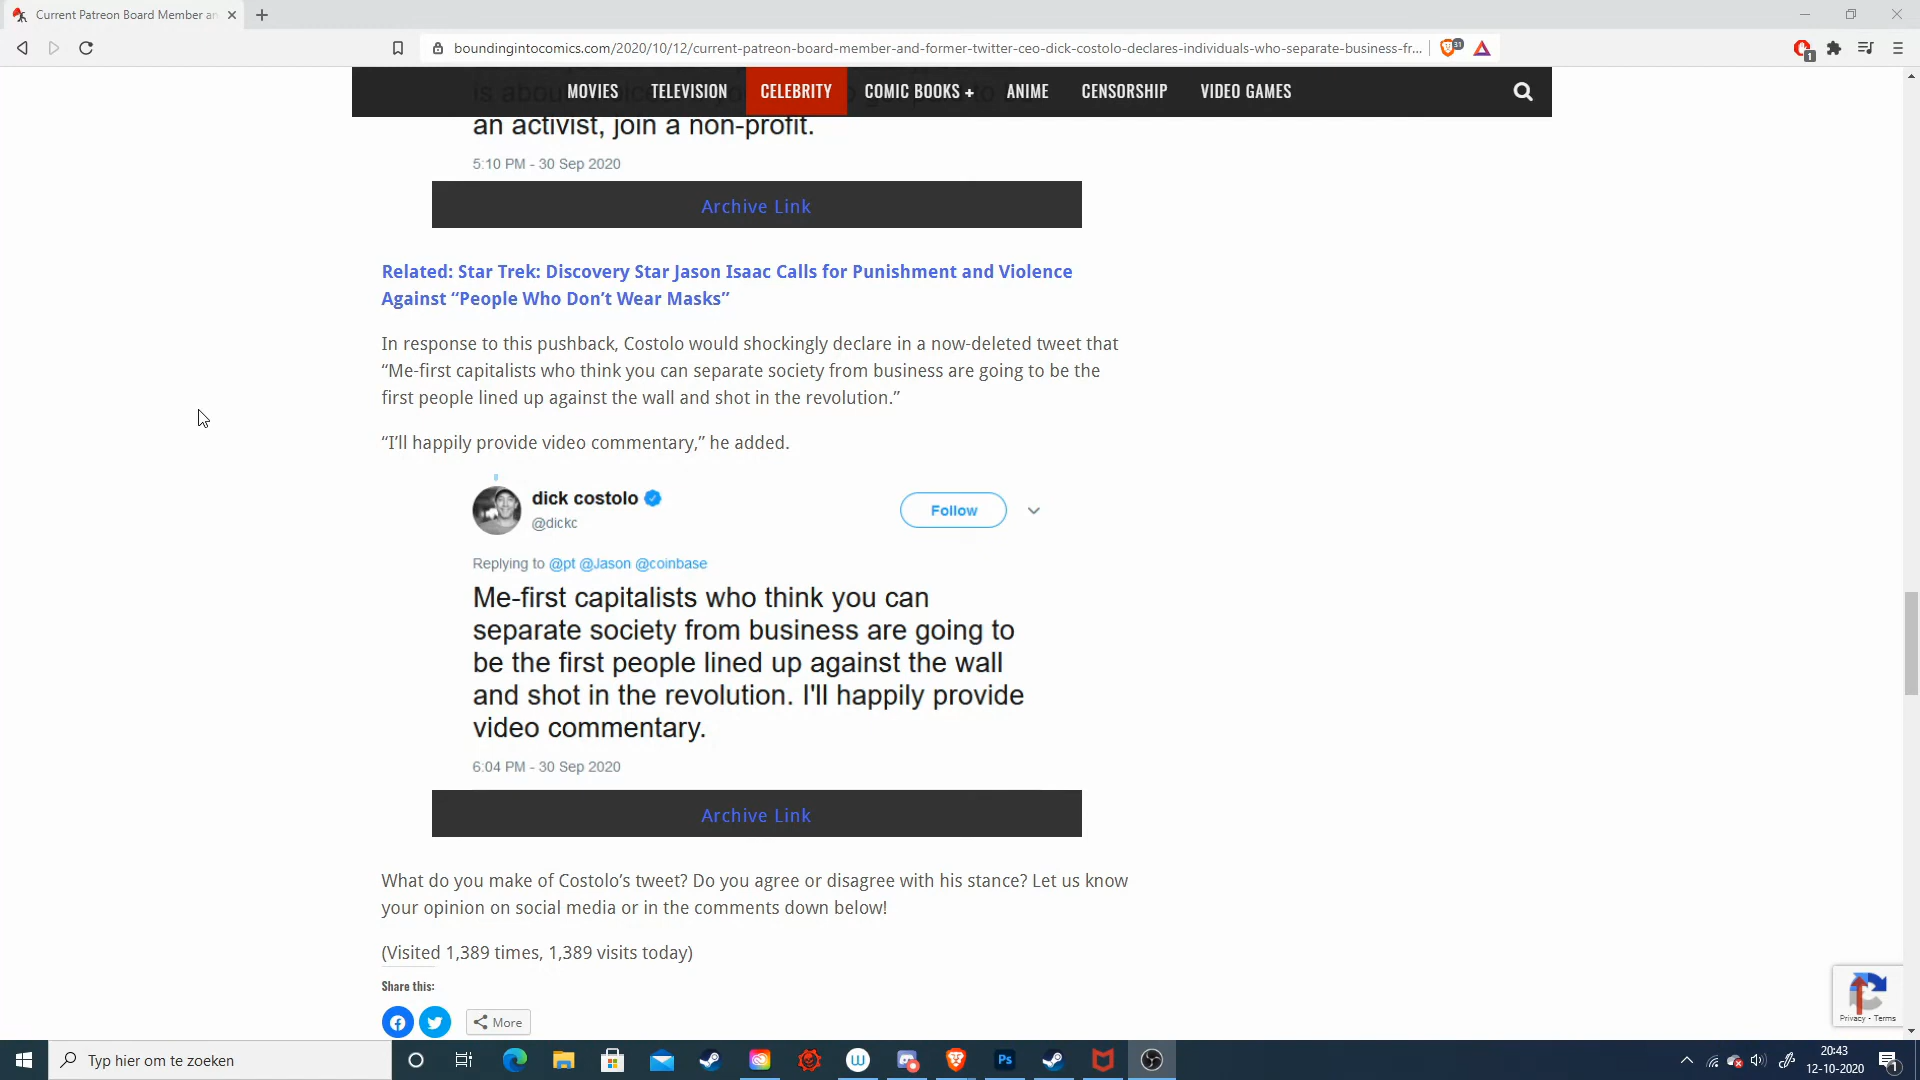 Current Patreon Board Member an
boundingintocomics.com/2020/10/12/current-patreon-board-member-and-former-twitter-ceo-dick-costolo-declares-individuals-who-separate-business-fr...
31
1
MOVIES TELEVISION CELEBRITY COMIC BOOKS + ANIME CENSORSHIP VIDEO GAMES
an activist, join a non-profit.
5:10 PM - 30 Sep 2020
Archive Link
Related: Star Trek: Discovery Star Jason Isaac Calls for Punishment and Violence
Against “People Who Don’t Wear Masks”
In response to this pushback, Costolo would shockingly declare in a now-deleted tweet that
“Me-first capitalists who think you can separate society from business are going to be the
first people lined up against the wall and shot in the revolution.”
“I’ll happily provide video commentary,” he added.
dick costolo
@dickc
Follow
Replying to @pt @Jason @coinbase
Me-first capitalists who think you can
separate society from business are going to
be the first people lined up against the wall
and shot in the revolution. I'll happily provide
video commentary.
6:04 PM - 30 Sep 2020
Archive Link
What do you make of Costolo’s tweet? Do you agree or disagree with his stance? Let us know
your opinion on social media or in the comments down below!
(Visited 1,389 times, 1,389 visits today)
Share this:
More
Privacy - Terms
Typ hier om te zoeken
Ps
20:43
12-10-2020
1